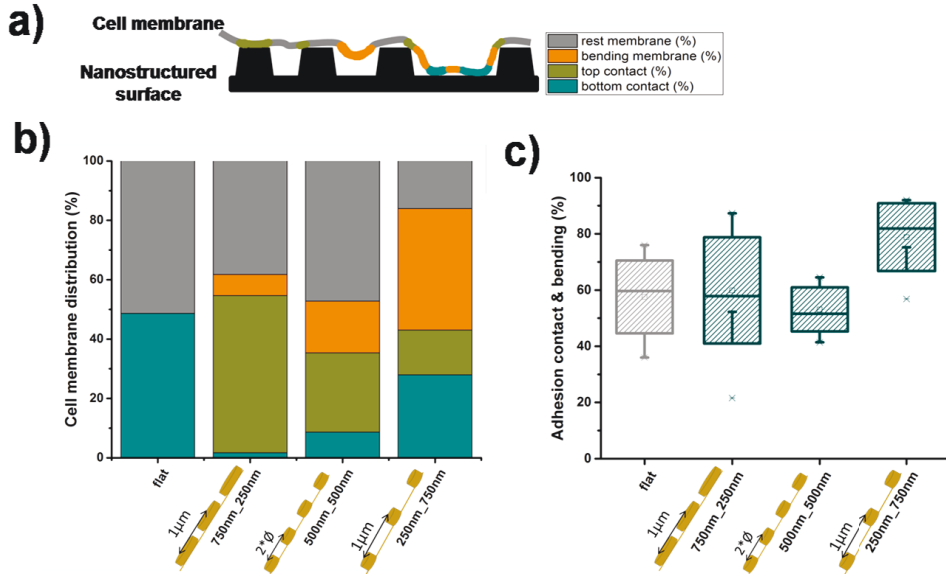 a)
Cell membrane
Nanostructured
surface
rest membrane (%)
bending membrane (%)
top contact (%)
bottom contact (%)
b)
Cell membrane distribution (%)
100
80
60
40
20
0
flat
1μm
750nm_250nm
2*Ø
500nm_500nm
1μm
250nm_750nm
c)
Adhesion contact & bending (%)
100
80
60
40
20
0
flat
1μm
750nm_250nm
2*Ø
500nm_500nm
1μm
250nm_750nm